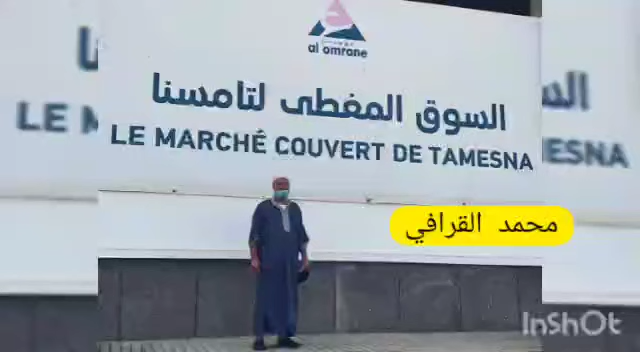 al omrane
السوق المغطى لتامسنا
LE MARCHÉ COUVERT DE TAMESNA
محمد القرافي
InShOt